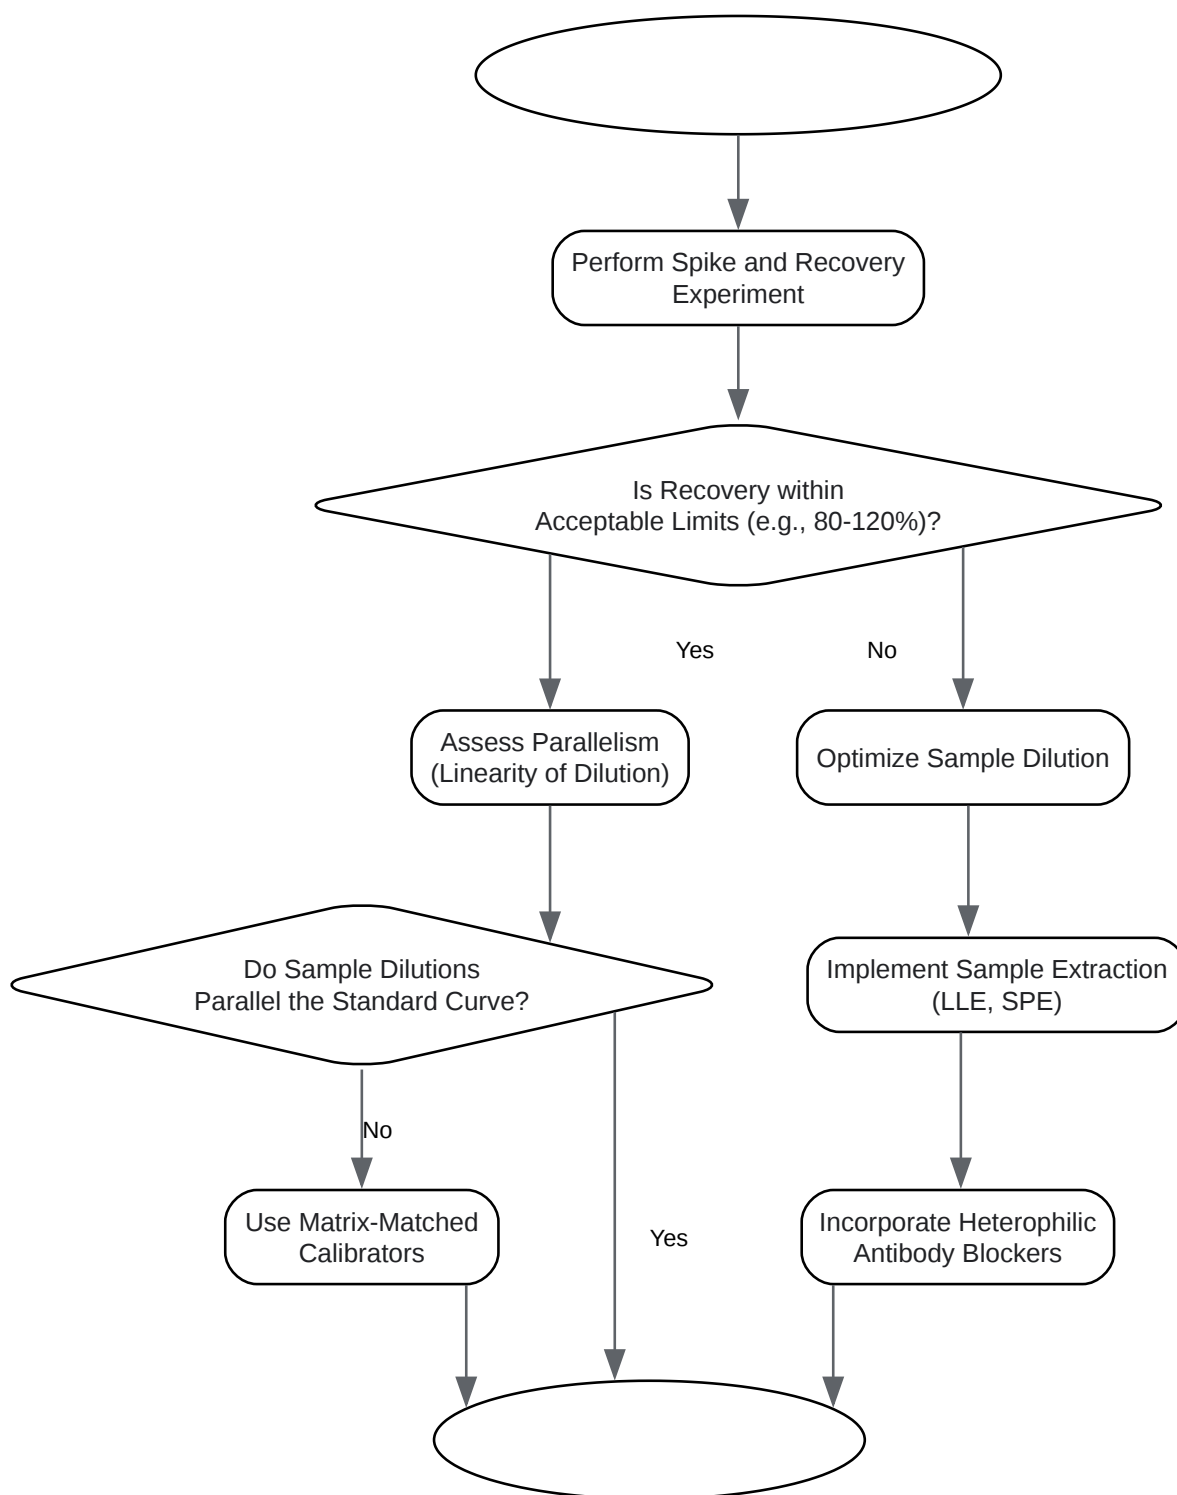 Perform Spike and Recovery
Experiment
Is Recovery within
Acceptable Limits (e.g., 80-120%)?
Yes
No
Assess Parallelism
(Linearity of Dilution)
Optimize Sample Dilution
Do Sample Dilutions
Parallel the Standard Curve?
Implement Sample Extraction
(LLE, SPE)
No
Use Matrix-Matched
Calibrators
Yes
Incorporate Heterophilic
Antibody Blockers